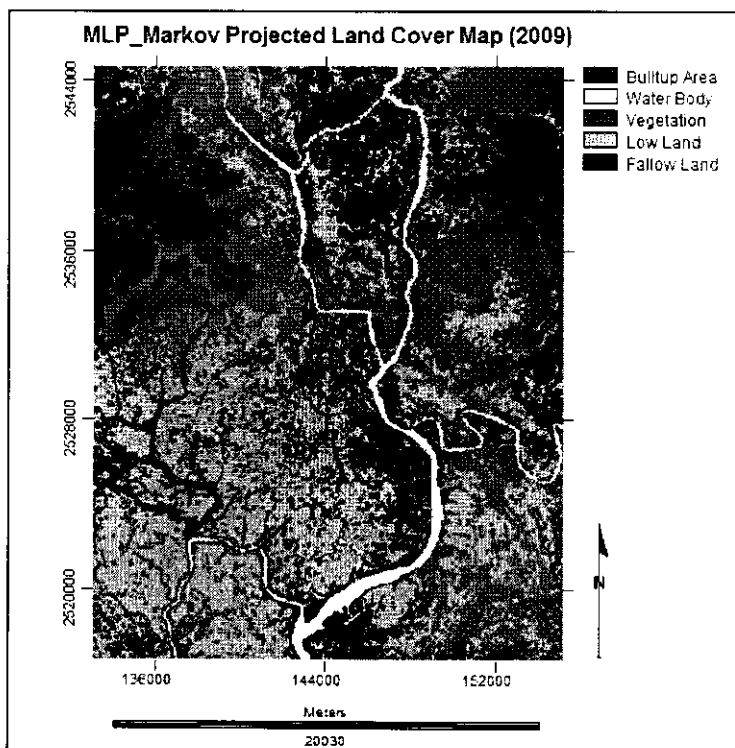 MLP_Markov Projected Land Cover Map (2009)
Builtup Area
Water Body
Vegetation
Low Land
Fallow Land
2544000
2536000
2528000
2520000
N
136000 144000 152000
Meters
20030